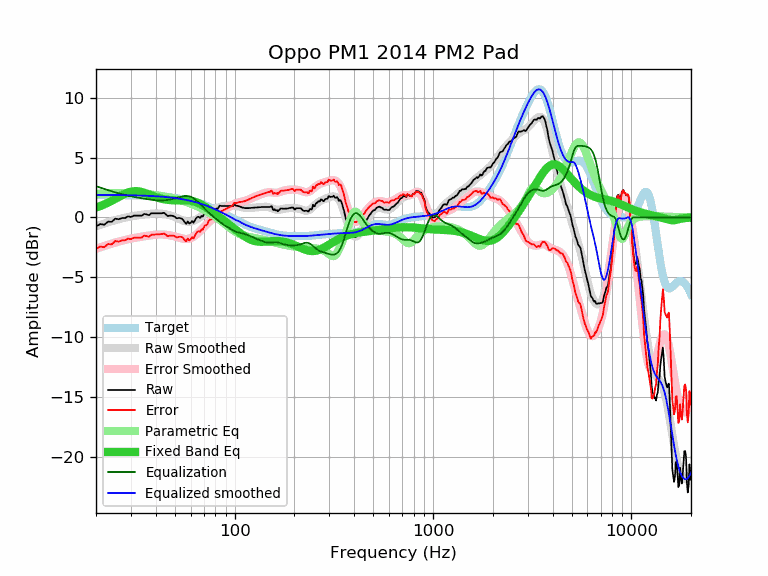 Oppo PM1 2014 PM2 Pad
10
5
0
−5
−10
−15
−20
Amplitude (dBr)
Target
Raw Smoothed
Error Smoothed
Raw
Error
Parametric Eq
Fixed Band Eq
Equalization
Equalized smoothed
100
1000
10000
Frequency (Hz)